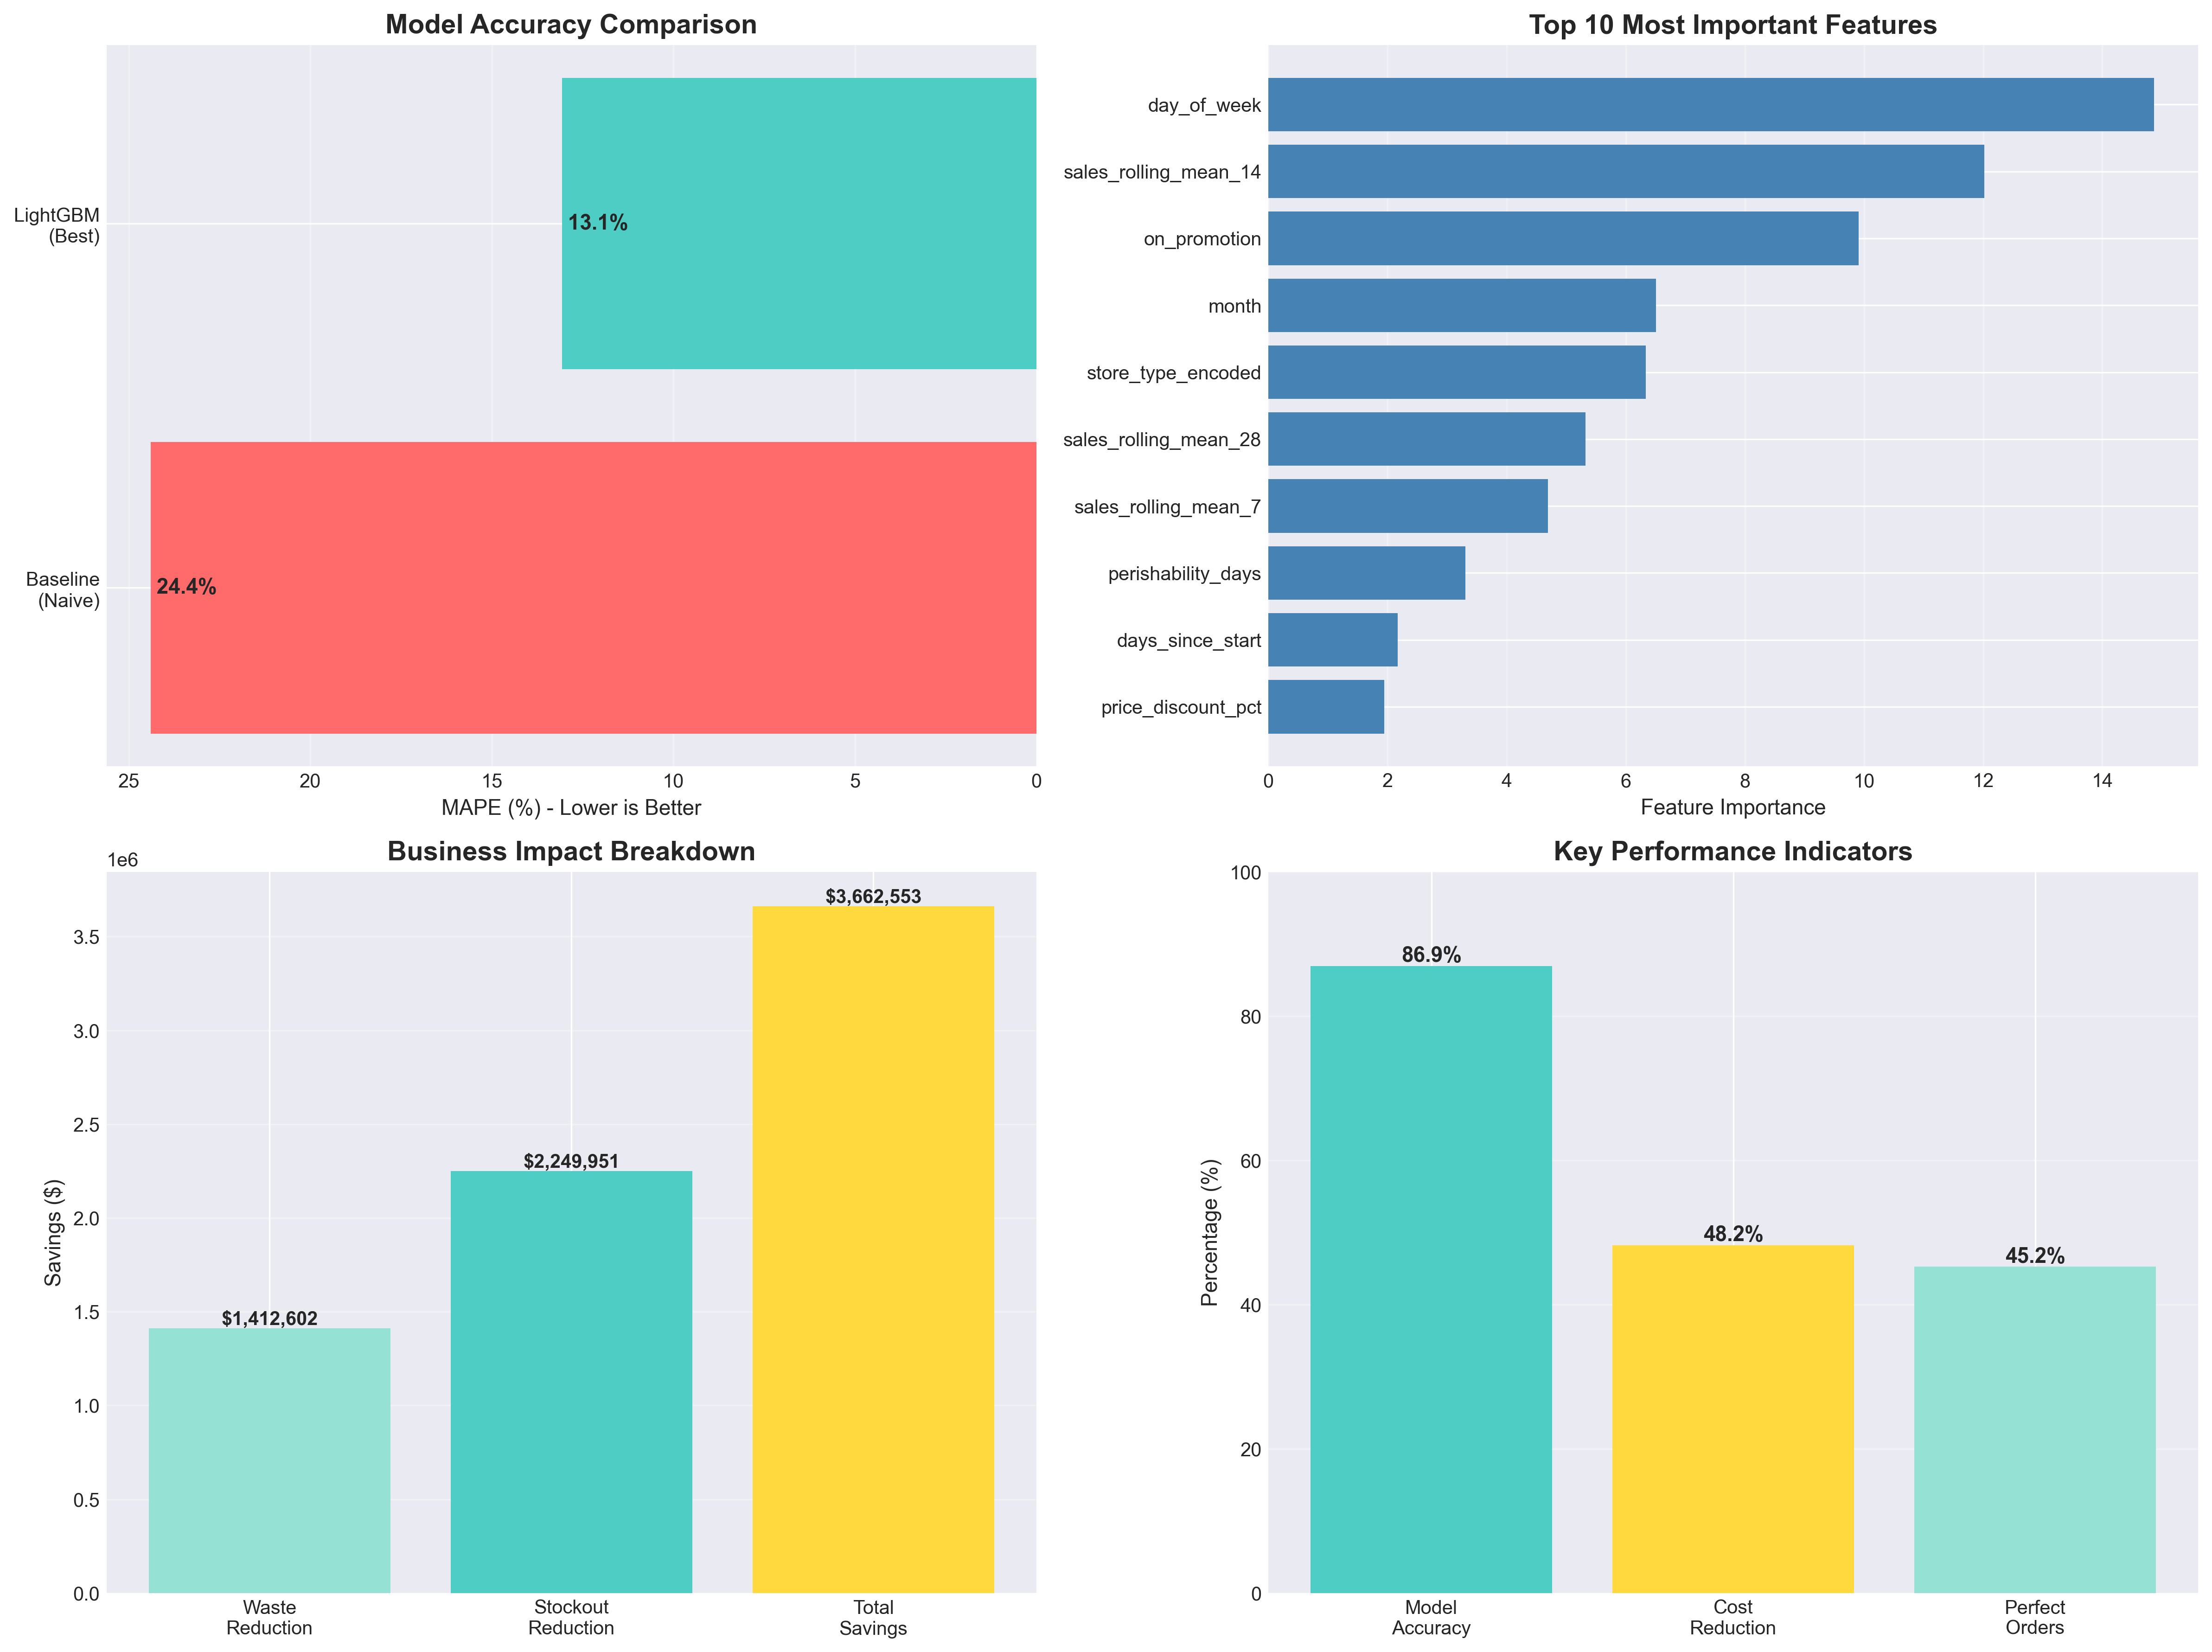 Model Accuracy Comparison
LightGBM
(Best)
13.1%
Baseline
(Naive)
24.4%
25 20 15 10 5 0
MAPE (%) - Lower is Better
Top 10 Most Important Features
day_of_week
sales_rolling_mean_14
on_promotion
month
store_type_encoded
sales_rolling_mean_28
sales_rolling_mean_7
perishability_days
days_since_start
price_discount_pct
0 2 4 6 8 10 12 14
Feature Importance
Business Impact Breakdown
1e6
Savings ($)
3.5
3.0
2.5
2.0
1.5
1.0
0.5
0.0
$1,412,602
$2,249,951
$3,662,553
Waste
Reduction
Stockout
Reduction
Total
Savings
Key Performance Indicators
Percentage (%)
100
80
60
40
20
0
86.9%
48.2%
45.2%
Model
Accuracy
Cost
Reduction
Perfect
Orders